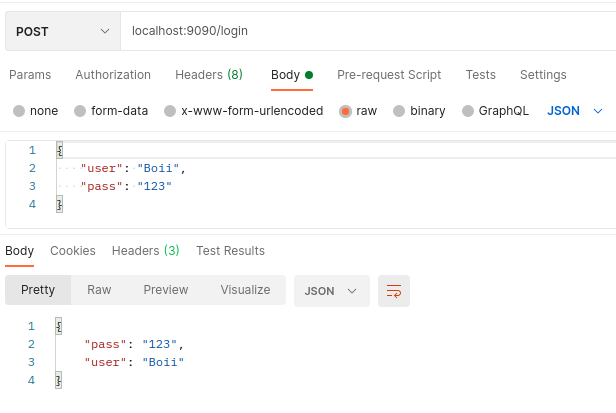 POST localhost:9090/login
Params Authorization Headers (8) Body Pre-request Script Tests Settings
none form-data x-www-form-urlencoded raw binary GraphQL JSON
1 {
2 "user": "Boii",
3 "pass": "123"
4 }
Body Cookies Headers (3) Test Results
Pretty Raw Preview Visualize JSON
1 {
2 "pass": "123",
3 "user": "Boii"
4 }